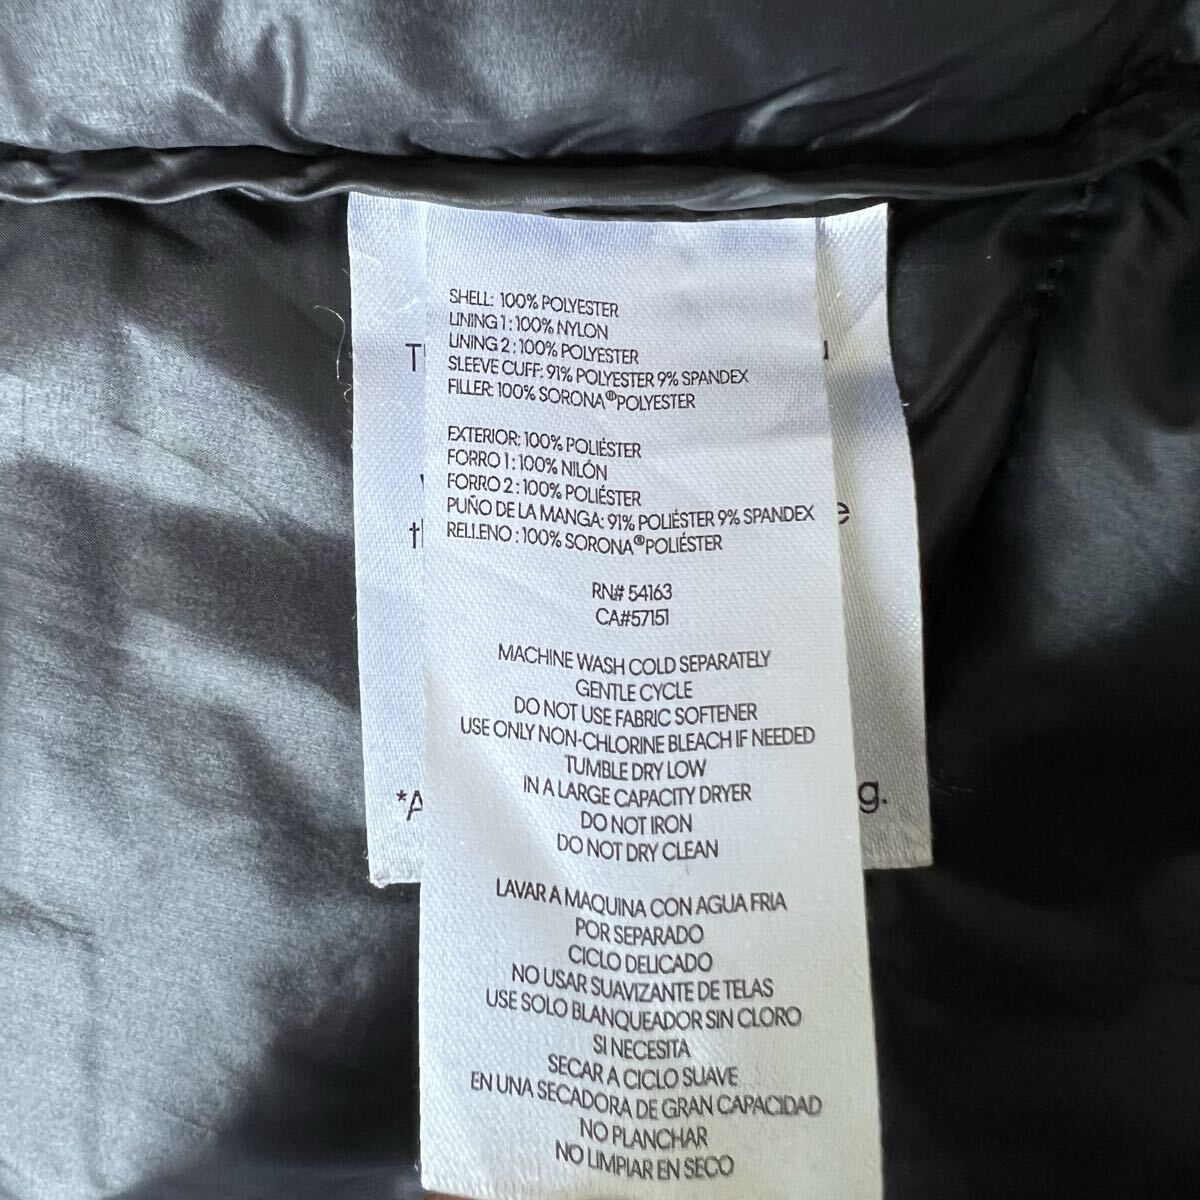 SHELL: 100% POLYESTER
LINING 1 : 100% NYLON
LINING 2 : 100% POLYESTER
SLEEVE CUFF: 91% POLYESTER 9% SPANDEX
FILLER: 100% SORONA® POLYESTER
EXTERIOR: 100% POLIÉSTER
FORRO 1 : 100% NILÓN
FORRO 2 : 100% POLIÉSTER
PUÑO DE LA MANGA: 91% POLIÉSTER 9% SPANDEX
RELLENO : 100% SORONA® POLIÉSTER
RN# 54163
CA#57151
MACHINE WASH COLD SEPARATELY
GENTLE CYCLE
DO NOT USE FABRIC SOFTENER
USE ONLY NON-CHLORINE BLEACH IF NEEDED
TUMBLE DRY LOW
IN A LARGE CAPACITY DRYER
DO NOT IRON
DO NOT DRY CLEAN
LAVAR A MAQUINA CON AGUA FRIA
POR SEPARADO
CICLO DELICADO
NO USAR SUAVIZANTE DE TELAS
USE SOLO BLANQUEADOR SIN CLORO
SI NECESITA
SECAR A CICLO SUAVE
EN UNA SECADORA DE GRAN CAPACIDAD
NO PLANCHAR
NO LIMPIAR EN SECO